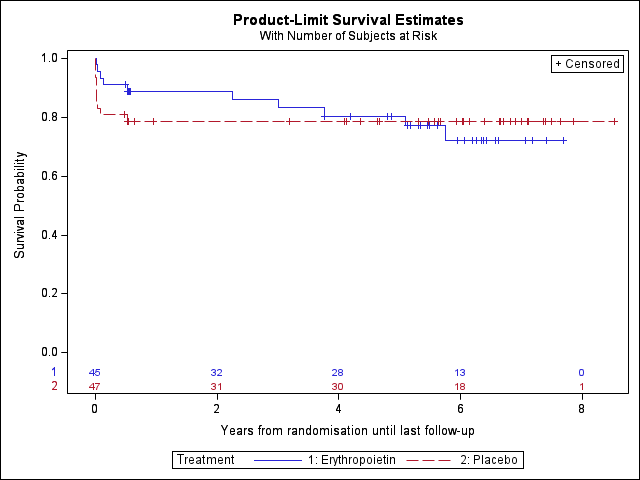 Product-Limit Survival Estimates
With Number of Subjects at Risk
+ Censored
1.0
0.8
0.6
0.4
0.2
0.0
Survival Probability
1 45 32 28 13 0
2 47 31 30 18 1
0 2 4 6 8
Years from randomisation until last follow-up
Treatment 1: Erythropoietin 2: Placebo